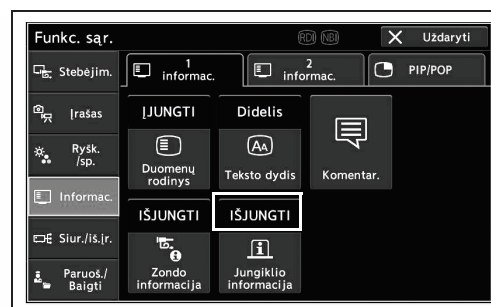 Funkc. sąr.
RDI NBI
Uždaryti
Stebėjim.
1
informac.
2
informac.
PIP/POP
Įrašas
ĮJUNGTI
Didelis
Duomenų
rodinys
AA
Teksto dydis
Komentar.
Ryšk.
/sp.
Informac.
IŠJUNGTI
IŠJUNGTI
Siur./iš.įr.
Paruoš./
Baigti
Zondo
informacija
Jungiklio
informacija